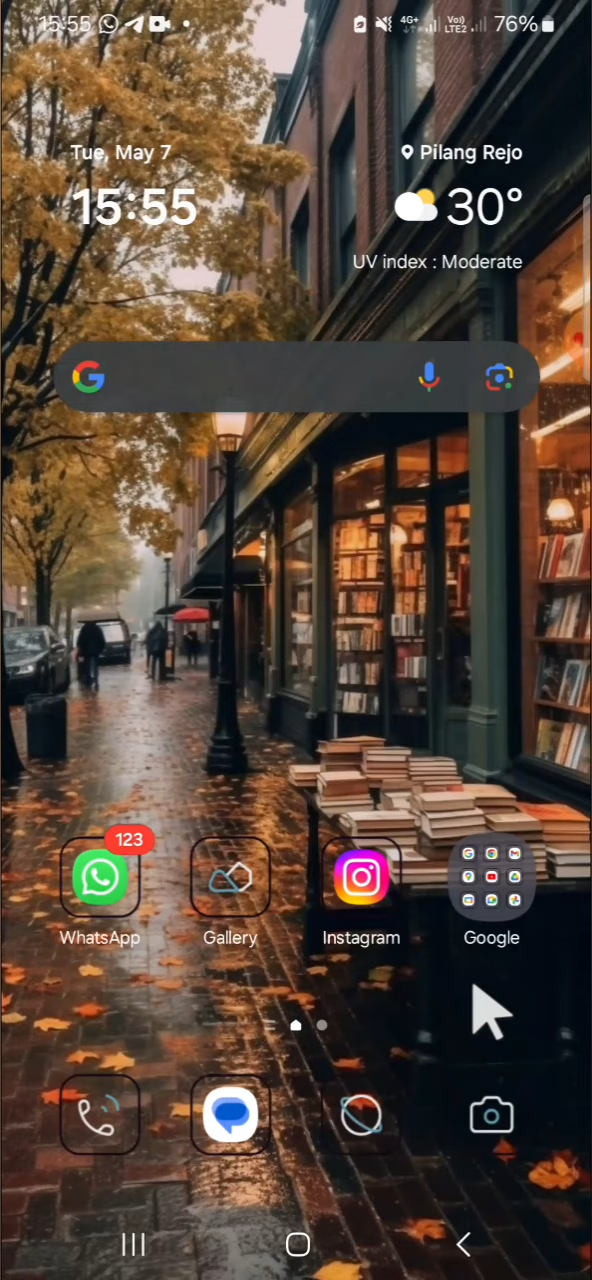 15:55 4G+ Vo)) LTE2 76%
Tue, May 7
Pilang Rejo
15:55
30°
UV index : Moderate
123
WhatsApp Gallery Instagram Google